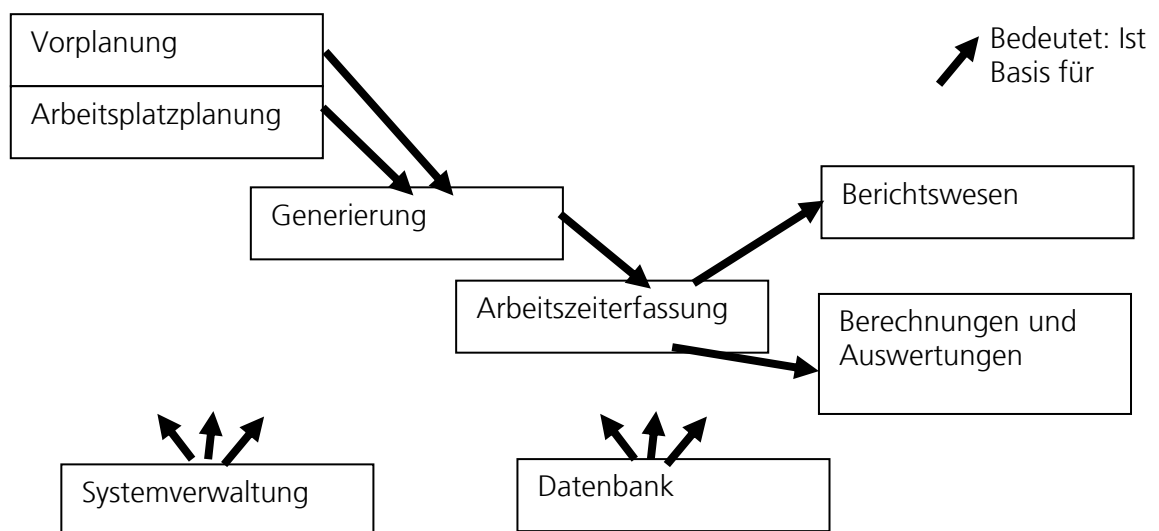 Vorplanung
Arbeitsplatzplanung
Bedeutet: Ist
Basis für
Generierung
Berichtswesen
Arbeitszeiterfassung
Berechnungen und
Auswertungen
Systemverwaltung
Datenbank